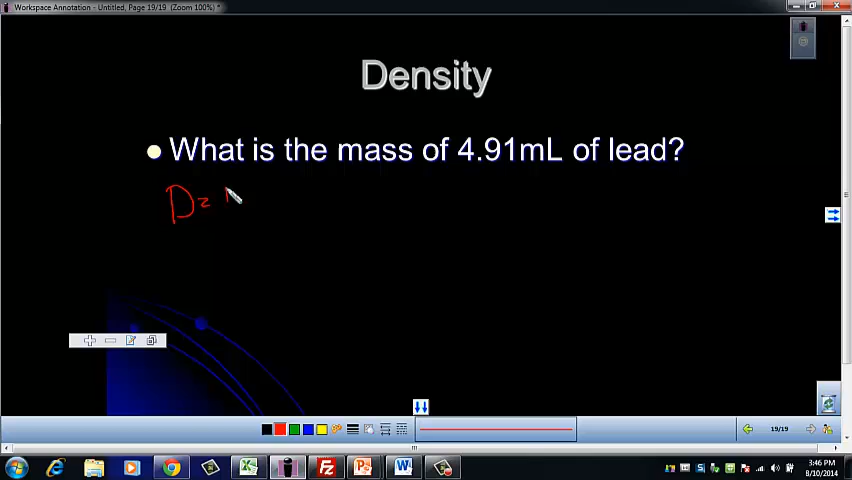 Workspace Annotation - Untitled, Page 19/19 (Zoom 100%) *
Density
What is the mass of 4.91mL of lead?
D=
19/19
3:46 PM
8/10/2014